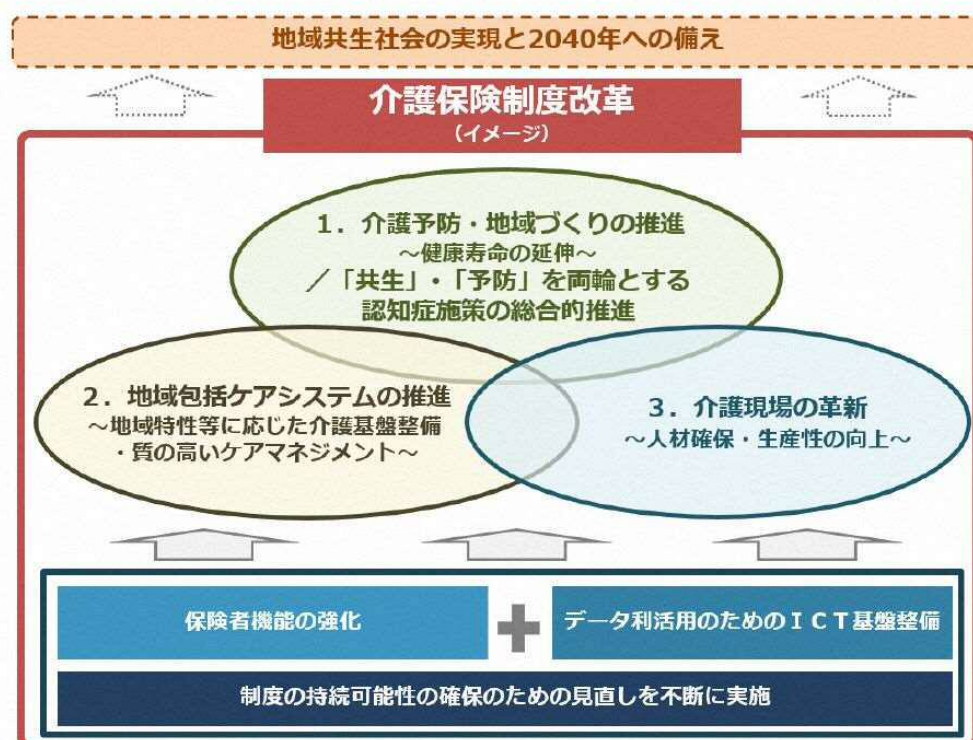 地域共生社会の実現と2040年への備え
介護保険制度改革
（イメージ）
1．介護予防・地域づくりの推進
～健康寿命の延伸～
／「共生」・「予防」を両輪とする
認知症施策の総合的推進
2．地域包括ケアシステムの推進
～地域特性等に応じた介護基盤整備
・質の高いケアマネジメント～
3．介護現場の革新
～人材確保・生産性の向上～
保険者機能の強化
データ利活用のためのＩＣＴ基盤整備
制度の持続可能性の確保のための見直しを不断に実施